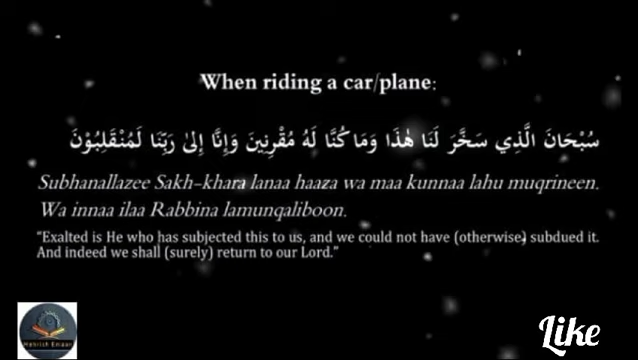 When riding a car/plane:
سُبْحَانَ الَّذِي سَخَّرَ لَنَا هٰذَا وَمَا كُنَّا لَهُ مُقْرِنِينَ وَإِنَّا إِلىٰ رَبِّنَا لَمُنْقَلِبُوْنَ
Subhanallazee Sakh-khara lanaa haaza wa maa kunnaa lahu muqrineen.
Wa innaa ilaa Rabbina lamunqaliboon.
"Exalted is He who has subjected this to us, and we could not have (otherwise) subdued it.
And indeed we shall (surely) return to our Lord."
Like